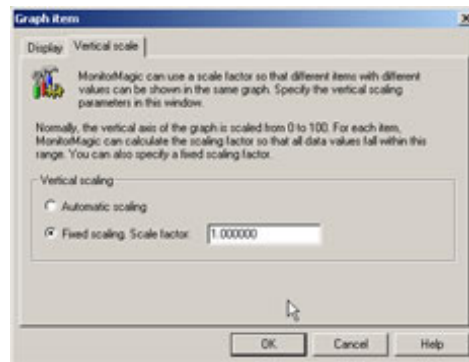 Graph item
Display Vertical scale
MonitorMagic can use a scale factor so that different items with different
values can be shown in the same graph. Specify the vertical scaling
parameters in this window.
Normally, the vertical axis of the graph is scaled from 0 to 100. For each item,
MonitorMagic can calculate the scaling factor so that all data values fall within this
range. You can also specify a fixed scaling factor.
Vertical scaling
Automatic scaling
Fixed scaling. Scale factor: 1.000000
OK Cancel Help